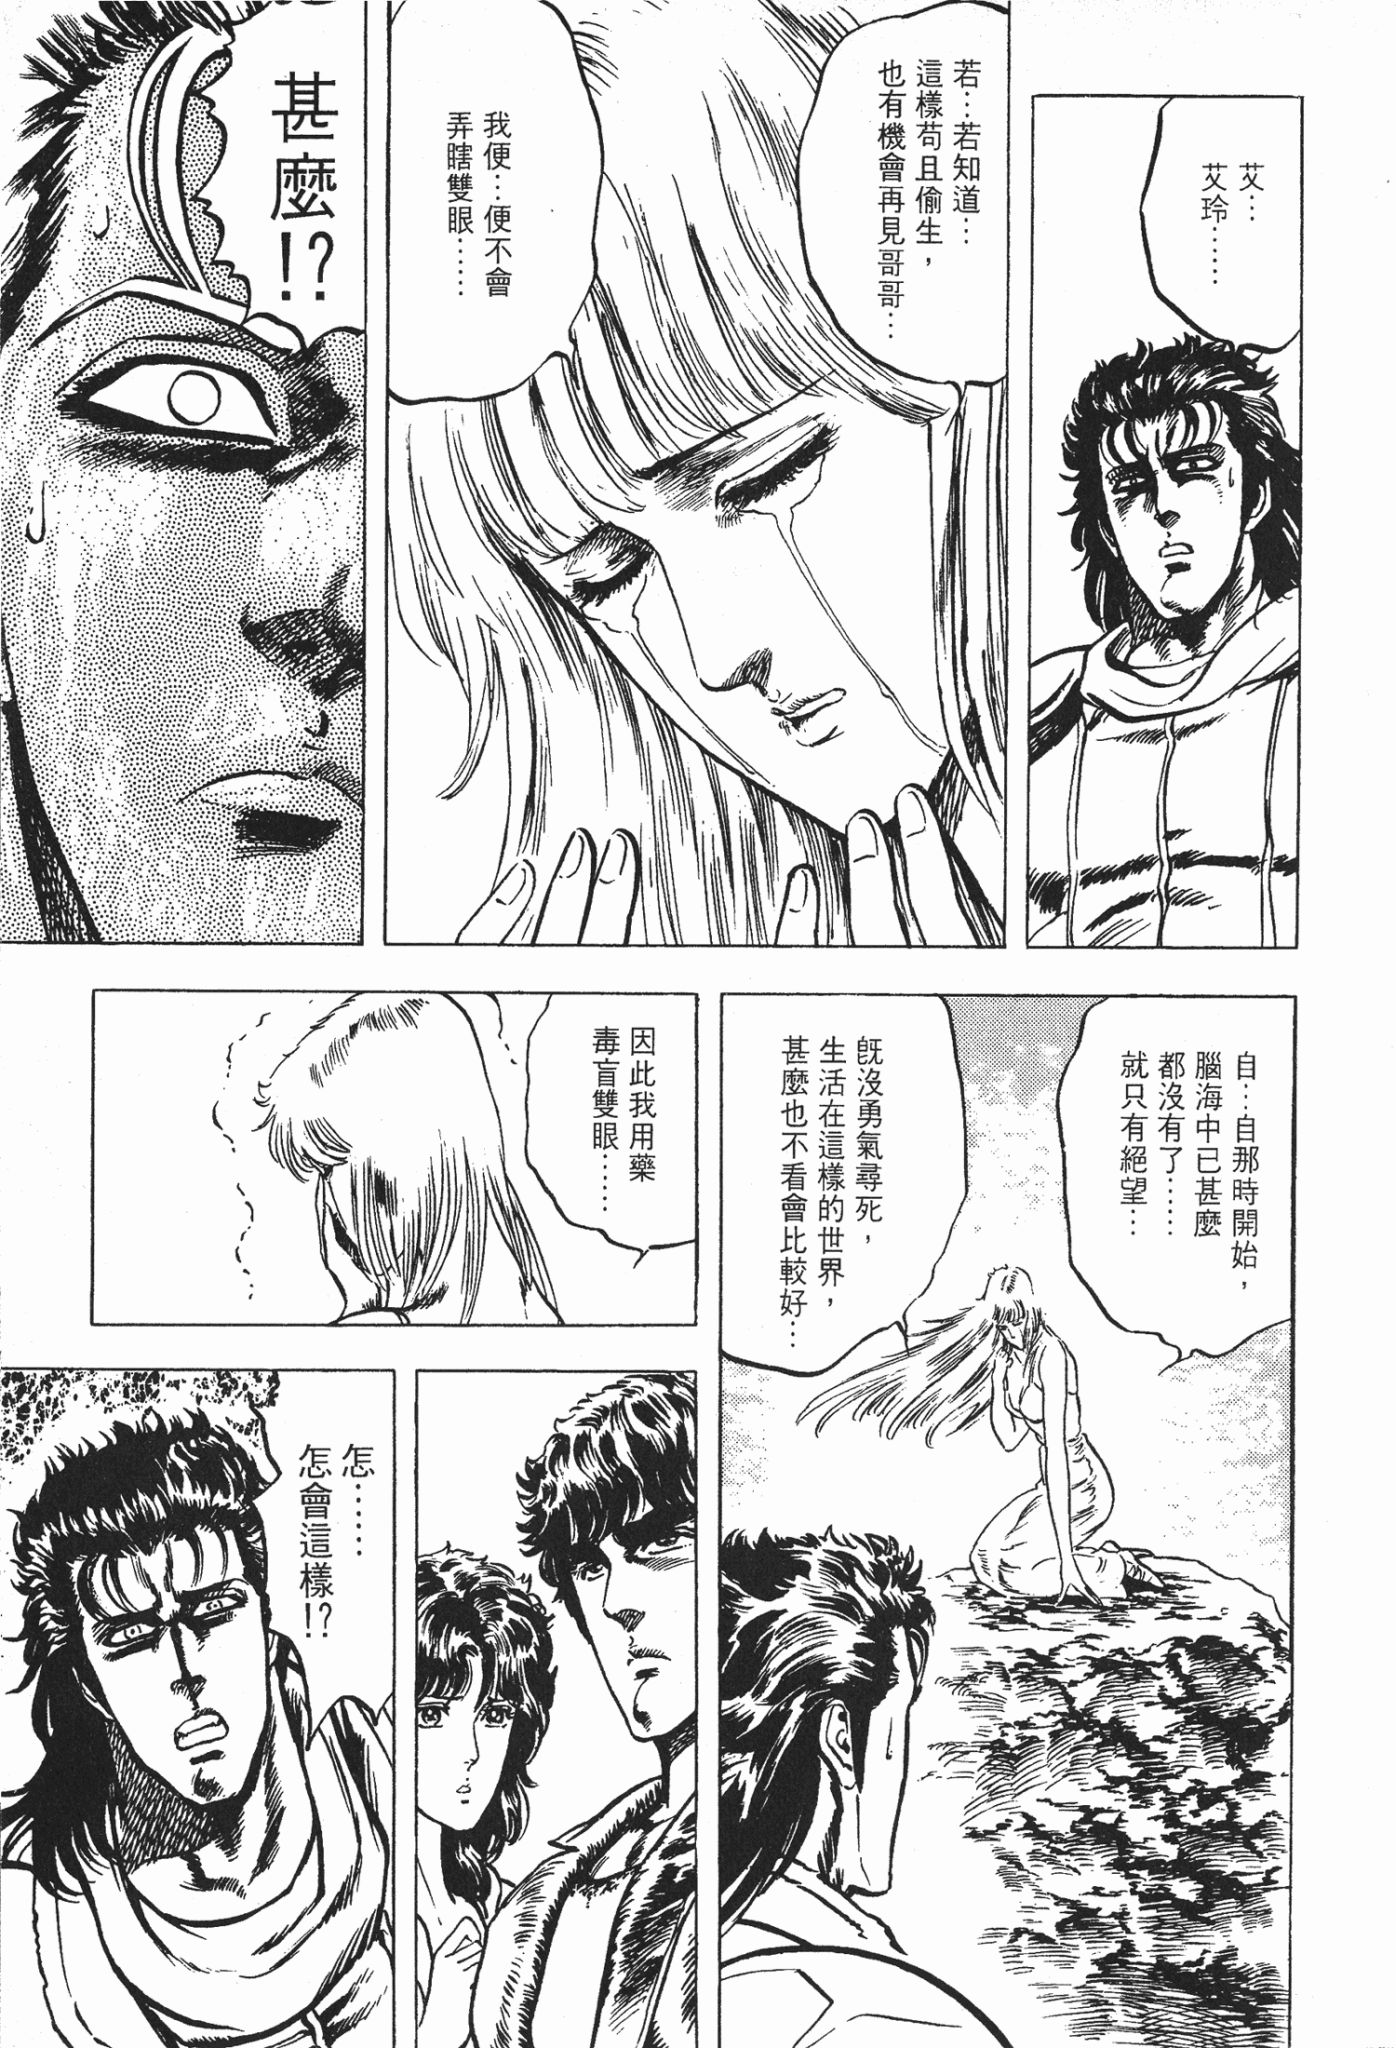 艾…
艾玲……
若…若知道…
這樣苟且偷生，
也有機會再見哥哥…
我便…便不會
弄瞎雙眼……
甚麼！？
自…自那時開始，
腦海中已甚麼
都沒有了……
就只有絕望…
既沒勇氣尋死，
生活在這樣的世界，
甚麼也不看會比較好…
因此我用藥
毒盲雙眼……
怎……
怎會這樣！？